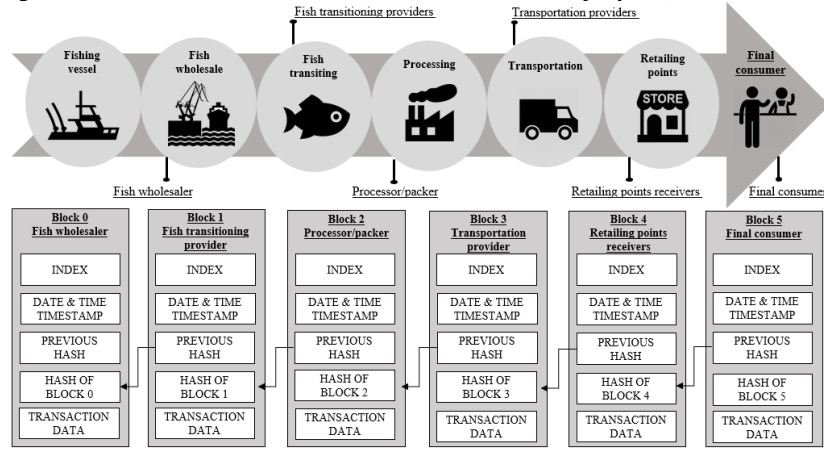 Fish transitioning providers
Transportation providers
Fishing
vessel
Fish
wholesale
Fish
transiting
Processing
Transportation
Retailing
points
STORE
Final
consumer
Fish wholesaler
Processor/packer
Retailing points receivers
Final consumer
Block 0
Fish wholesaler
INDEX
DATE & TIME
TIMESTAMP
PREVIOUS
HASH
HASH OF
BLOCK 0
TRANSACTION
DATA
Block 1
Fish transitioning
provider
INDEX
DATE & TIME
TIMESTAMP
PREVIOUS
HASH
HASH OF
BLOCK 1
TRANSACTION
DATA
Block 2
Processor/packer
INDEX
DATE & TIME
TIMESTAMP
PREVIOUS
HASH
HASH OF
BLOCK 2
TRANSACTION
DATA
Block 3
Transportation
provider
INDEX
DATE & TIME
TIMESTAMP
PREVIOUS
HASH
HASH OF
BLOCK 3
TRANSACTION
DATA
Block 4
Retailing points
receivers
INDEX
DATE & TIME
TIMESTAMP
PREVIOUS
HASH
HASH OF
BLOCK 4
TRANSACTION
DATA
Block 5
Final consumer
INDEX
DATE & TIME
TIMESTAMP
PREVIOUS
HASH
HASH OF
BLOCK 5
TRANSACTION
DATA